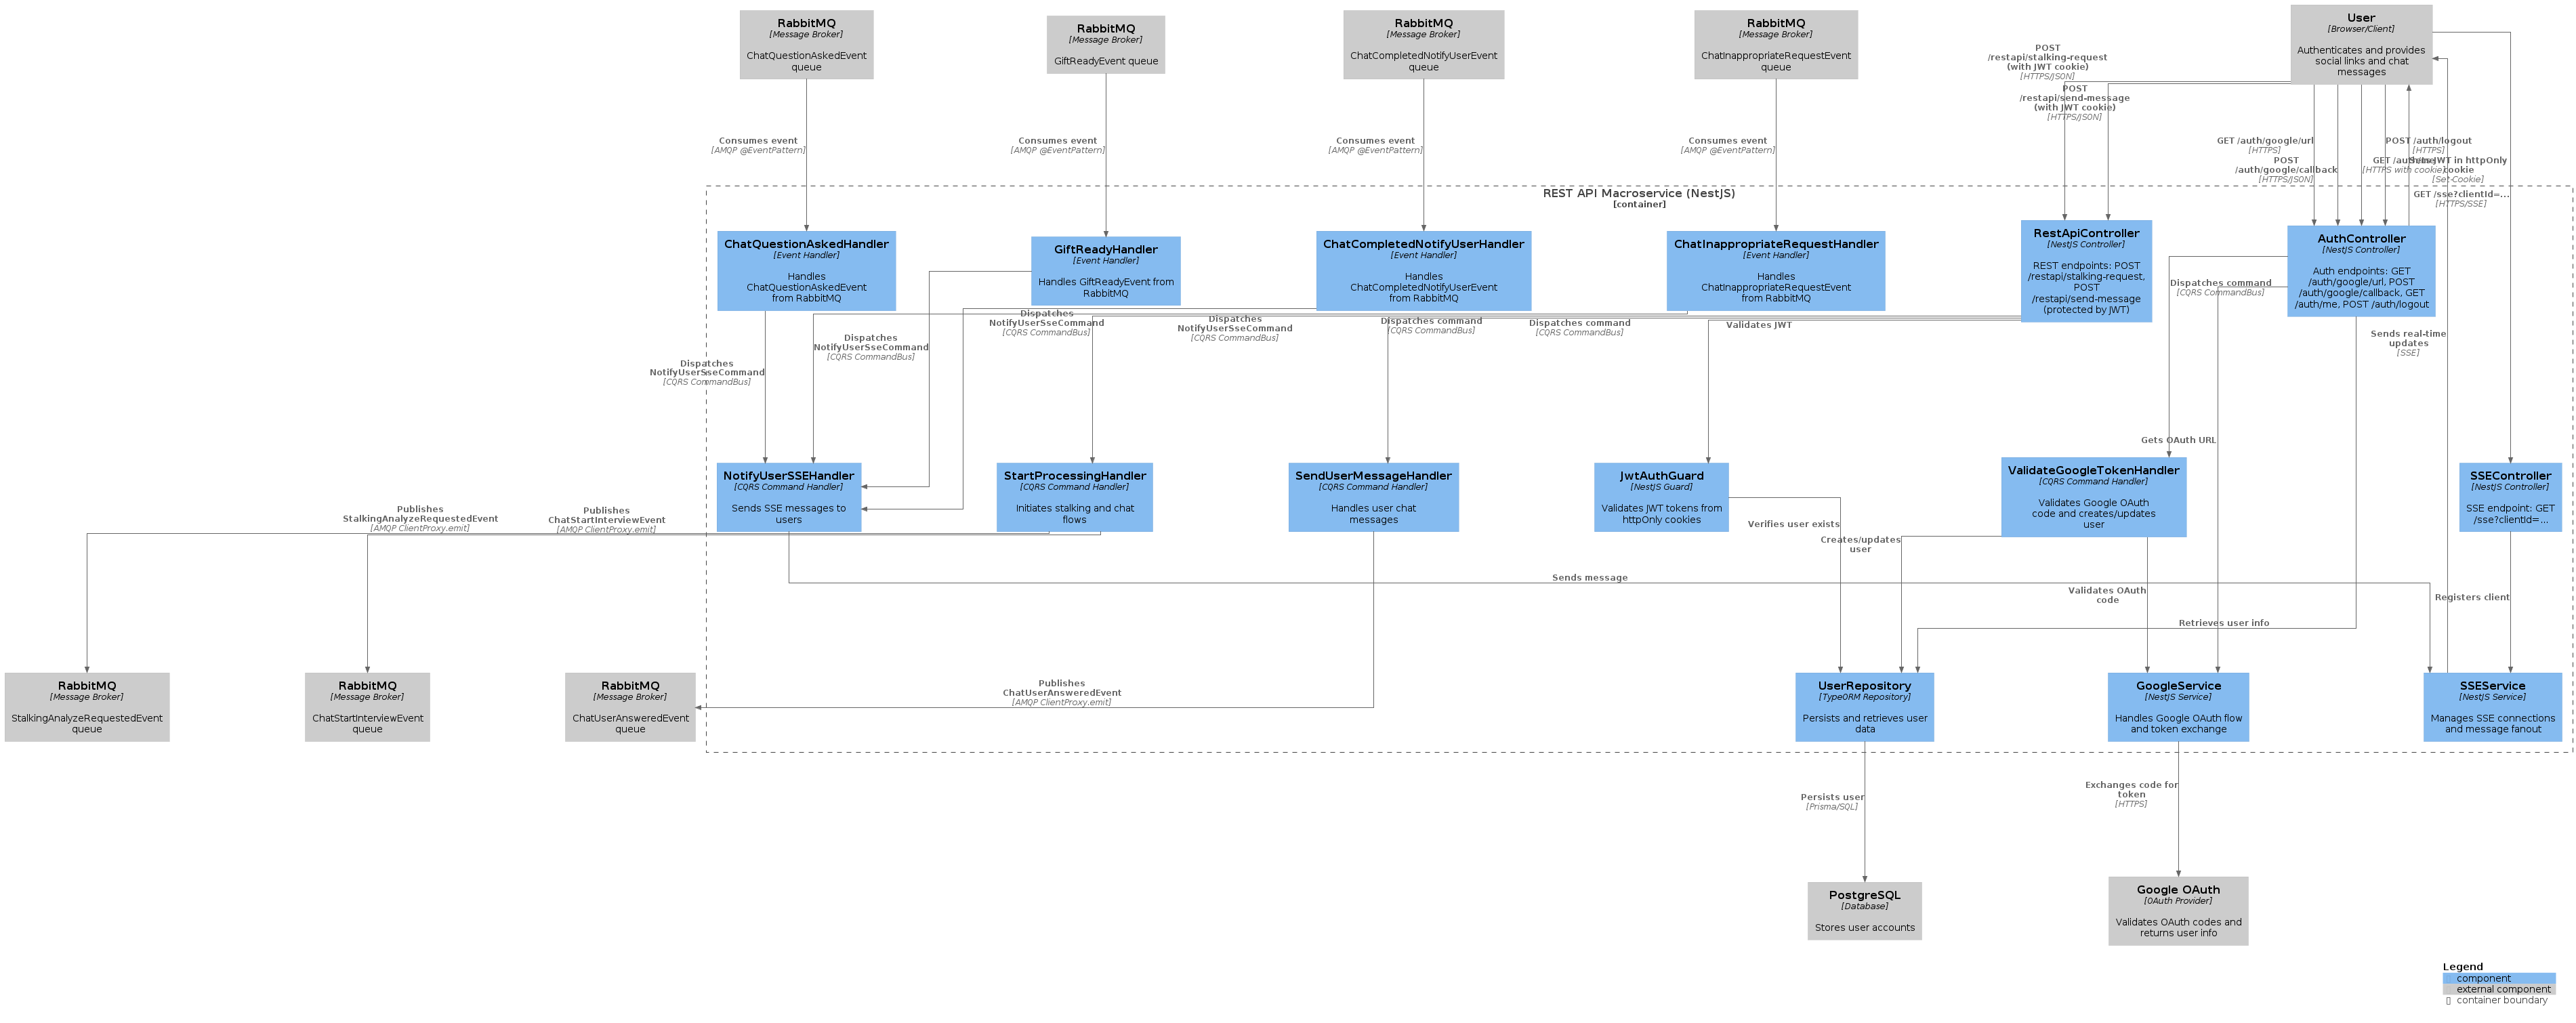 RabbitMQ
[Message Broker]
ChatQuestionAskedEvent
queue
RabbitMQ
[Message Broker]
GiftReadyEvent queue
RabbitMQ
[Message Broker]
ChatCompletedNotifyUserEvent
queue
RabbitMQ
[Message Broker]
ChatInappropriateRequestEvent
queue
User
[Browser/Client]
Authenticates and provides
social links and chat
messages
POST
/restapi/stalking-request
(with JWT cookie)
[HTTPS/JSON]
POST
/restapi/send-message
(with JWT cookie)
[HTTPS/JSON]
Consumes event
[AMQP @EventPattern]
Consumes event
[AMQP @EventPattern]
Consumes event
[AMQP @EventPattern]
Consumes event
[AMQP @EventPattern]
GET /auth/google/url
[HTTPS]
POST
/auth/google/callback
[HTTPS/JSON]
POST /auth/logout
[HTTPS]
GET /auth/me
[HTTPS with cookie]
Sets JWT in httpOnly
cookie
[Set-Cookie]
GET /sse?clientId=...
[HTTPS/SSE]
REST API Macroservice (NestJS)
[container]
ChatQuestionAskedHandler
[Event Handler]
Handles
ChatQuestionAskedEvent
from RabbitMQ
GiftReadyHandler
[Event Handler]
Handles GiftReadyEvent from
RabbitMQ
ChatCompletedNotifyUserHandler
[Event Handler]
Handles
ChatCompletedNotifyUserEvent
from RabbitMQ
ChatInappropriateRequestHandler
[Event Handler]
Handles
ChatInappropriateRequestEvent
from RabbitMQ
RestApiController
[NestJS Controller]
REST endpoints: POST
/restapi/stalking-request,
POST
/restapi/send-message
(protected by JWT)
AuthController
[NestJS Controller]
Auth endpoints: GET
/auth/google/url, POST
/auth/google/callback, GET
/auth/me, POST /auth/logout
Dispatches command
[CQRS CommandBus]
Dispatches
NotifyUserSseCommand
[CQRS CommandBus]
Dispatches
NotifyUserSseCommand
[CQRS CommandBus]
Dispatches command
[CQRS CommandBus]
Dispatches command
[CQRS CommandBus]
Validates JWT
Dispatches
NotifyUserSseCommand
[CQRS CommandBus]
Dispatches
NotifyUserSseCommand
[CQRS CommandBus]
Sends real-time
updates
[SSE]
Gets OAuth URL
NotifyUserSSEHandler
[CQRS Command Handler]
Sends SSE messages to
users
StartProcessingHandler
[CQRS Command Handler]
Initiates stalking and chat
flows
SendUserMessageHandler
[CQRS Command Handler]
Handles user chat
messages
JwtAuthGuard
[NestJS Guard]
Validates JWT tokens from
httpOnly cookies
ValidateGoogleTokenHandler
[CQRS Command Handler]
Validates Google OAuth
code and creates/updates
user
SSEController
[NestJS Controller]
SSE endpoint: GET
/sse?clientId=...
Publishes
StalkingAnalyzeRequestedEvent
[AMQP ClientProxy.emit]
Publishes
ChatStartInterviewEvent
[AMQP ClientProxy.emit]
Verifies user exists
Creates/updates
user
Sends message
Validates OAuth
code
Registers client
Retrieves user info
Publishes
ChatUserAnsweredEvent
[AMQP ClientProxy.emit]
RabbitMQ
[Message Broker]
StalkingAnalyzeRequestedEvent
queue
RabbitMQ
[Message Broker]
ChatStartInterviewEvent
queue
RabbitMQ
[Message Broker]
ChatUserAnsweredEvent
queue
UserRepository
[TypeORM Repository]
Persists and retrieves user
data
GoogleService
[NestJS Service]
Handles Google OAuth flow
and token exchange
SSEService
[NestJS Service]
Manages SSE connections
and message fanout
Persists user
[Prisma/SQL]
Exchanges code for
token
[HTTPS]
PostgreSQL
[Database]
Stores user accounts
Google OAuth
[OAuth Provider]
Validates OAuth codes and
returns user info
Legend
component
external component
container boundary